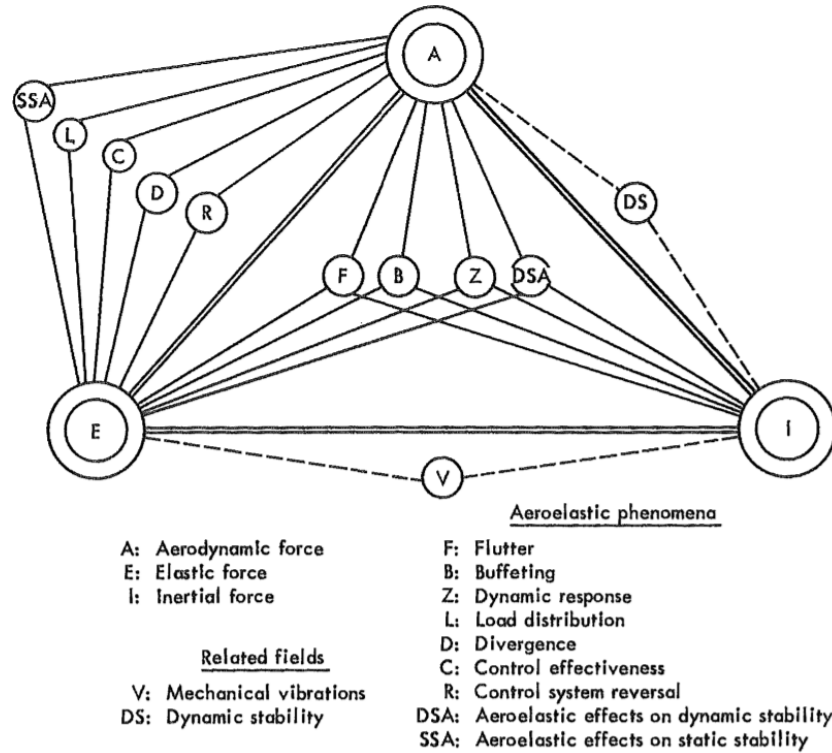 A
SSA
L
C
D
R
DS
F
B
Z
DSA
E
I
V
Aeroelastic phenomena
A: Aerodynamic force
E: Elastic force
I: Inertial force
F: Flutter
B: Buffeting
Z: Dynamic response
L: Load distribution
D: Divergence
C: Control effectiveness
R: Control system reversal
DSA: Aeroelastic effects on dynamic stability
SSA: Aeroelastic effects on static stability
Related fields
V: Mechanical vibrations
DS: Dynamic stability